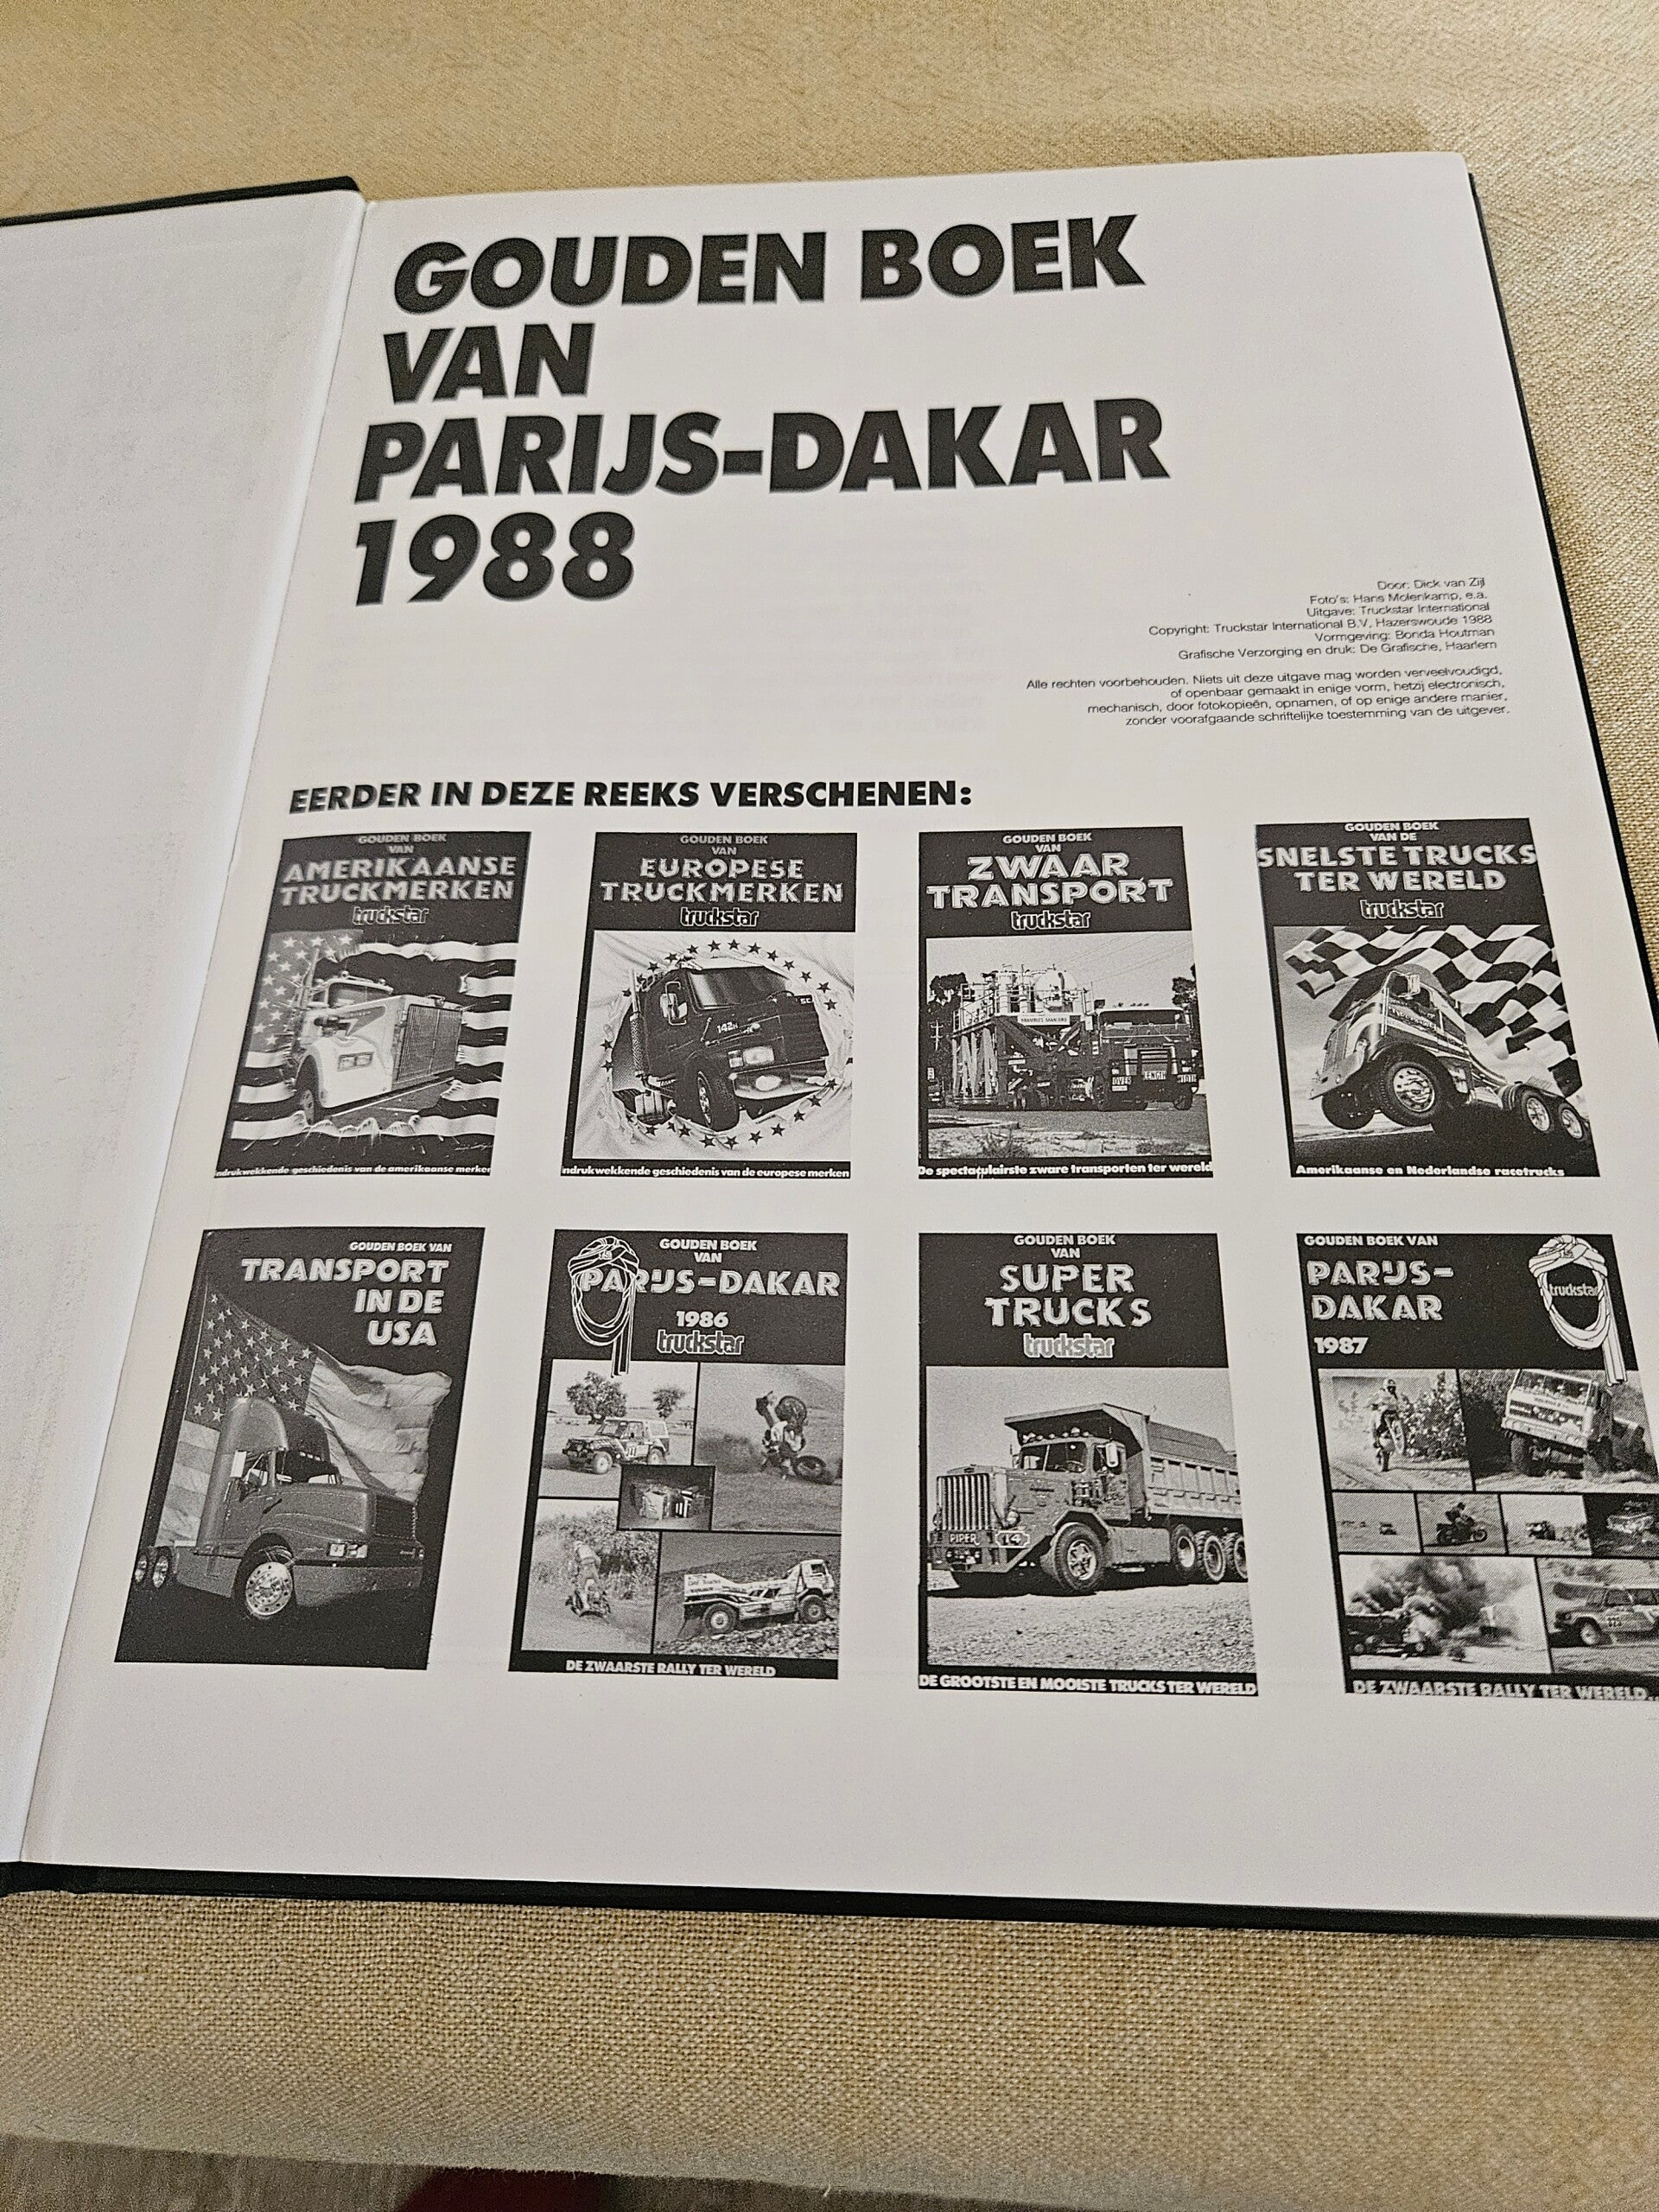 GOUDEN BOEK
VAN
PARIJS-DAKAR
1988
Door: Dick van Zijl
Foto's: Hans Molenkamp, e.a.
Uitgave: Truckstar International
Copyright: Truckstar International B.V, Hazerswoude 1988
Vormgeving: Bonda Houtman
Grafische Verzorging en druk: De Grafische, Haarlem
Alle rechten voorbehouden. Niets uit deze uitgave mag worden verveelvoudigd,
of openbaar gemaakt in enige vorm, hetzij electronisch,
mechanisch, door fotokopieën, opnamen, of op enige andere manier,
zonder voorafgaande schriftelijke toestemming van de uitgever.
EERDER IN DEZE REEKS VERSCHENEN:
GOUDEN BOEK
VAN
AMERIKAANSE
TRUCKMERKEN
truckstar
ndrukwekkende geschiedenis van de amerikaanse merken
GOUDEN BOEK
VAN
EUROPESE
TRUCKMERKEN
truckstar
142H
ndrukwekkende geschiedenis van de europese merken
GOUDEN BOEK
VAN
ZWAAR
TRANSPORT
truckstar
OVER LENGTH WIDTH
De spectaculairste zware transporten ter wereld
GOUDEN BOEK
VAN DE
SNELSTE TRUCKS
TER WERELD
truckstar
Amerikaanse en Nederlandse racetrucks
GOUDEN BOEK VAN
TRANSPORT
IN DE
USA
GOUDEN BOEK
VAN
PARIJS-DAKAR
1986
truckstar
DE ZWAARSTE RALLY TER WERELD
GOUDEN BOEK
VAN
SUPER
TRUCKS
truckstar
PIPER 14
DE GROOTSTE EN MOOISTE TRUCKS TER WERELD
GOUDEN BOEK VAN
PARIJS-
DAKAR
1987
truckstar
DE ZWAARSTE RALLY TER WERELD...